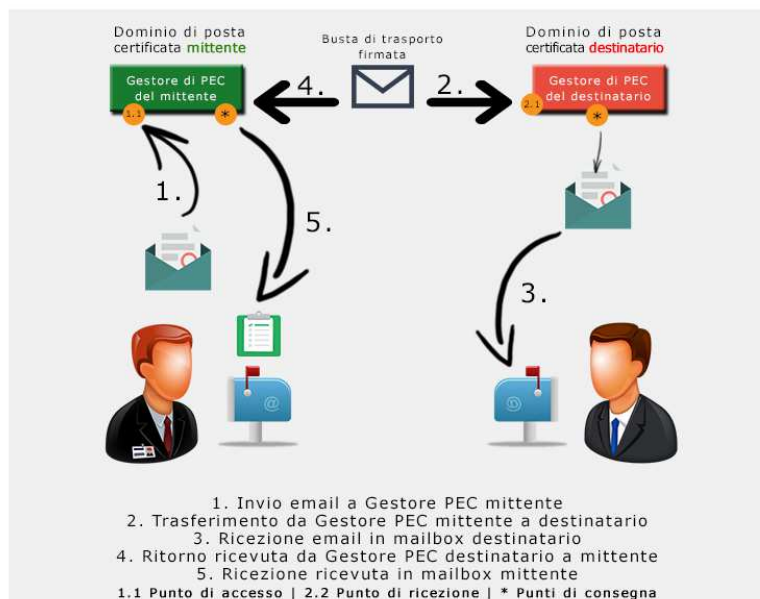 Dominio di posta
certificata mittente
Busta di trasporto
firmata
Dominio di posta
certificata destinatario
Gestore di PEC
del mittente
4.
2.
Gestore di PEC
del destinatario
1.1
*
2.1
*
1.
5.
3.
@
@
1. Invio email a Gestore PEC mittente
2. Trasferimento da Gestore PEC mittente a destinatario
3. Ricezione email in mailbox destinatario
4. Ritorno ricevuta da Gestore PEC destinatario a mittente
5. Ricezione ricevuta in mailbox mittente
1.1 Punto di accesso | 2.2 Punto di ricezione | * Punti di consegna